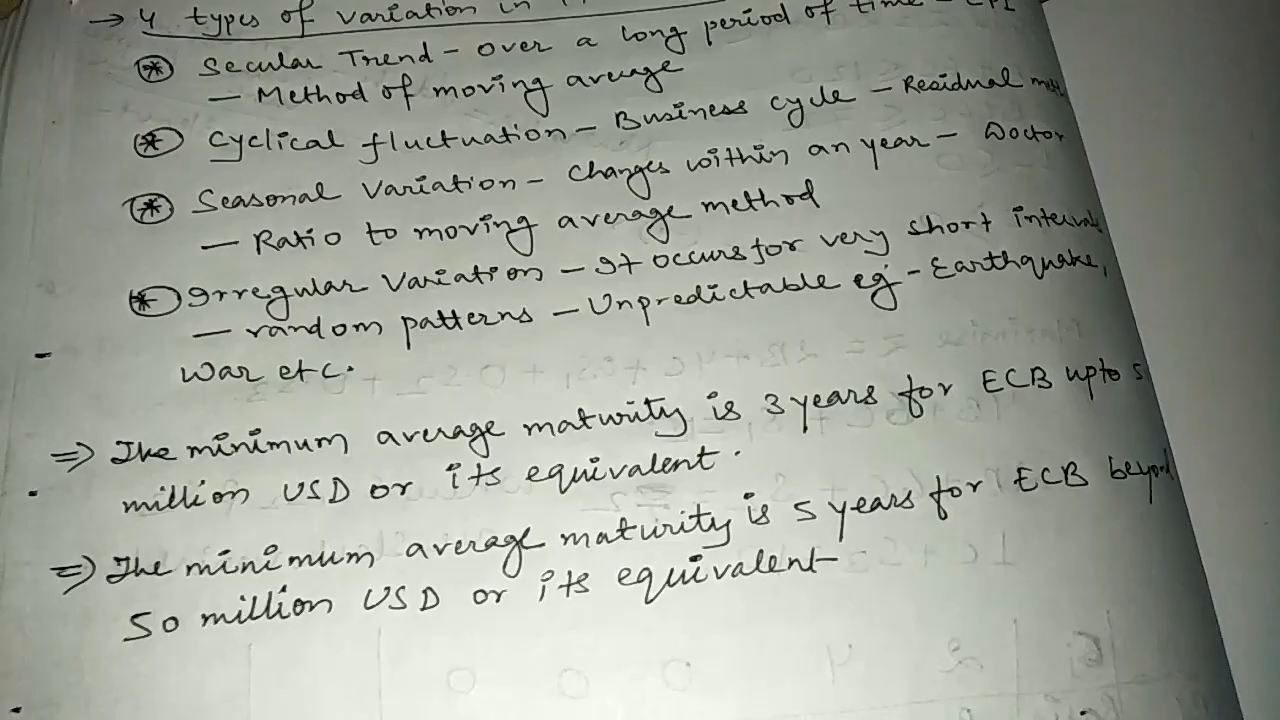 → 4 types of variation in
⊛ Secular Trend - over a long period of time - CPI
— Method of moving average
⊛ Cyclical fluctuation - Business cycle - Residual
⊛ Seasonal Variation - Changes within an year - Doctor
— Ratio to moving average method
⊛ Irregular Variation - It occurs for very short interval
— random patterns - Unpredictable eg - Earthquake,
War etc.
⇒ The minimum average maturity is 3 years for ECB upto 5
million USD or its equivalent.
⇒ The minimum average maturity is 5 years for ECB beyond
50 million USD or its equivalent